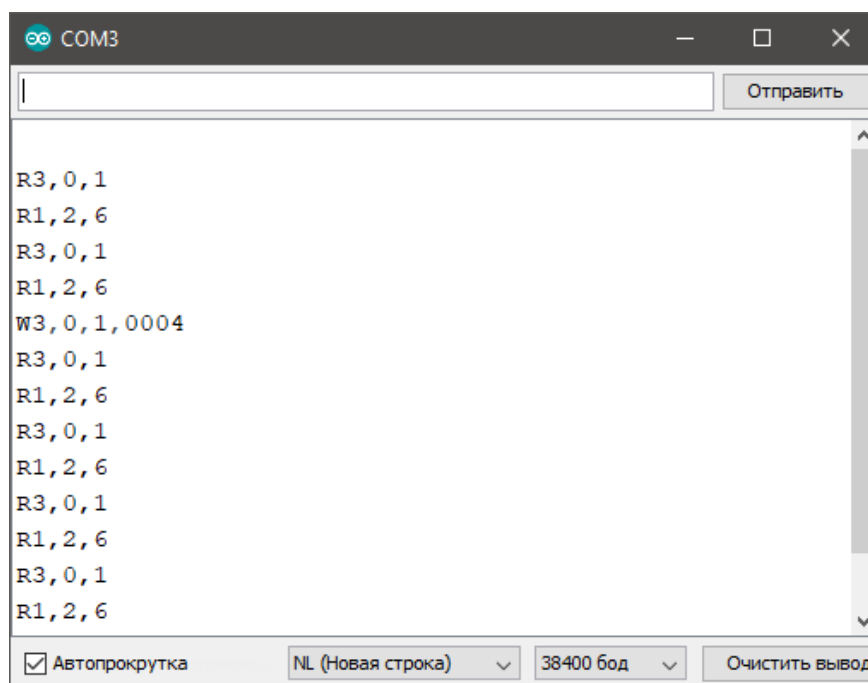 COM3
Отправить
R3,0,1
R1,2,6
R3,0,1
R1,2,6
W3,0,1,0004
R3,0,1
R1,2,6
R3,0,1
R1,2,6
R3,0,1
R1,2,6
R3,0,1
R1,2,6
Автопрокрутка NL (Новая строка) 38400 бод Очистить вывод